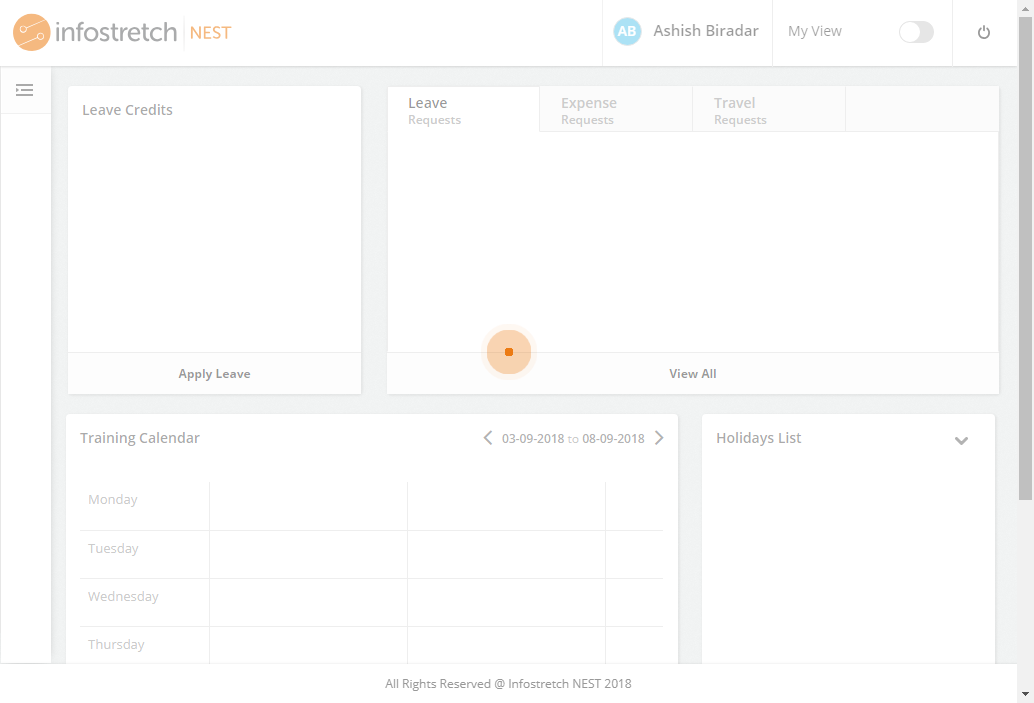 infostretch NEST
AB Ashish Biradar
My View
Leave Credits
Leave
Requests
Expense
Requests
Travel
Requests
Apply Leave
View All
Training Calendar
03-09-2018 to 08-09-2018
Holidays List
Monday
Tuesday
Wednesday
Thursday
All Rights Reserved @ Infostretch NEST 2018